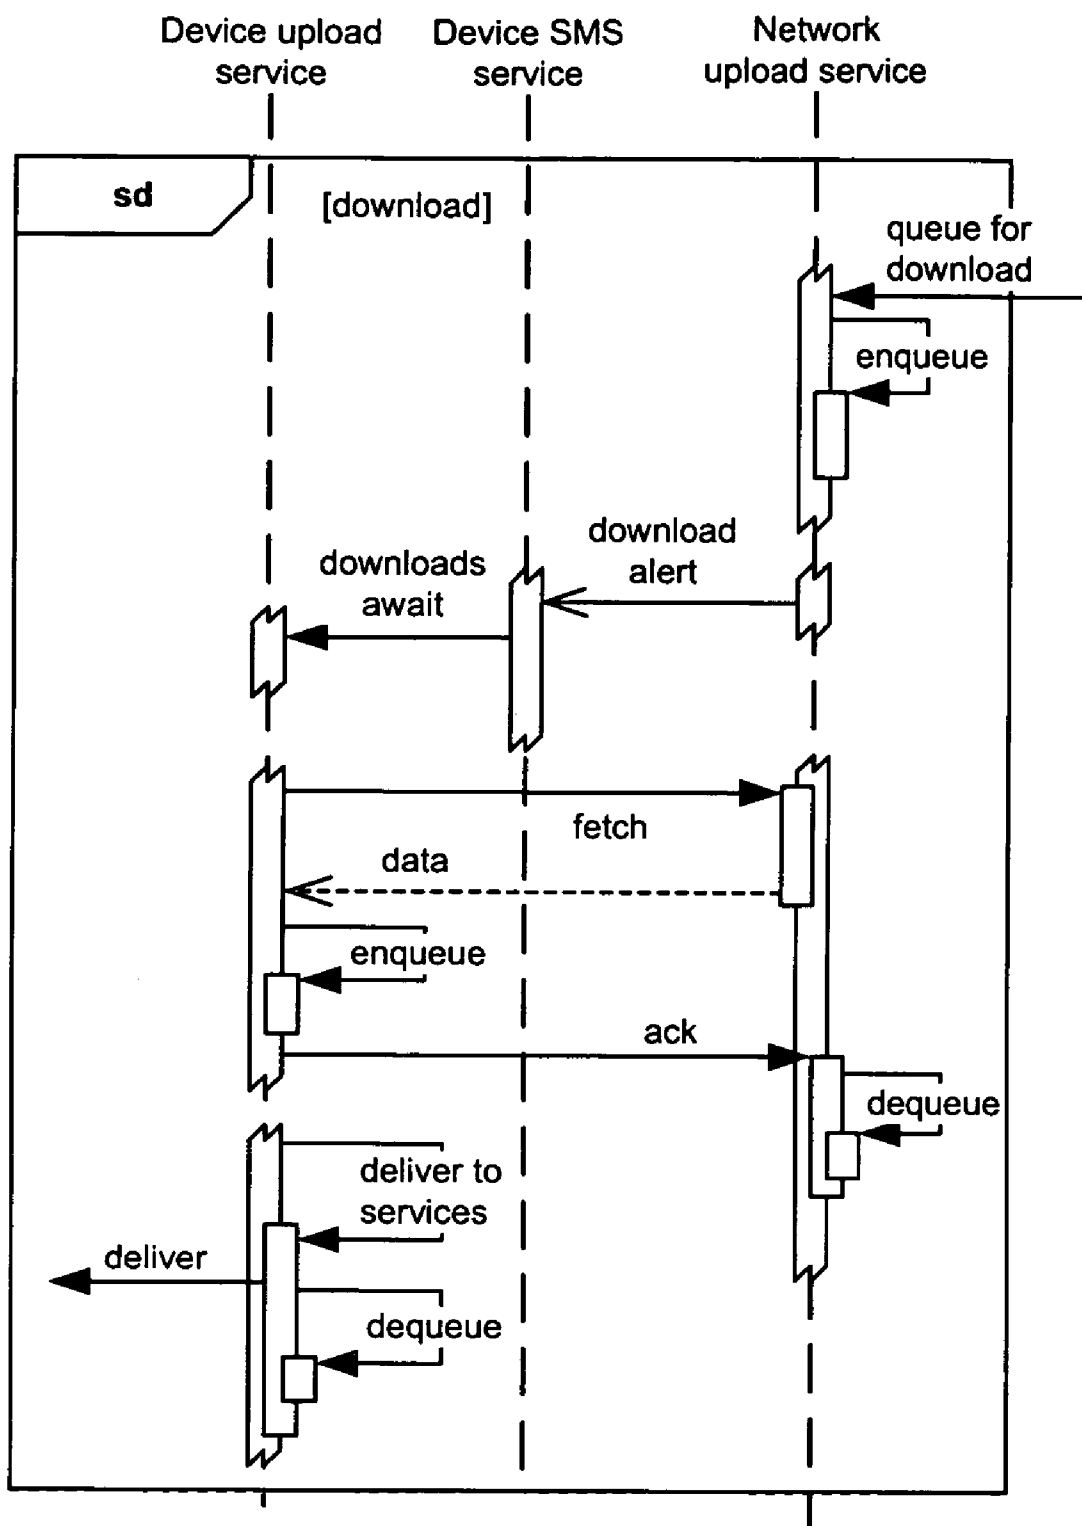 Device upload
service
Device SMS
service
Network
upload service
sd
[download]
queue for
download
enqueue
download
alert
downloads
await
fetch
data
enqueue
ack
dequeue
deliver to
services
deliver
dequeue